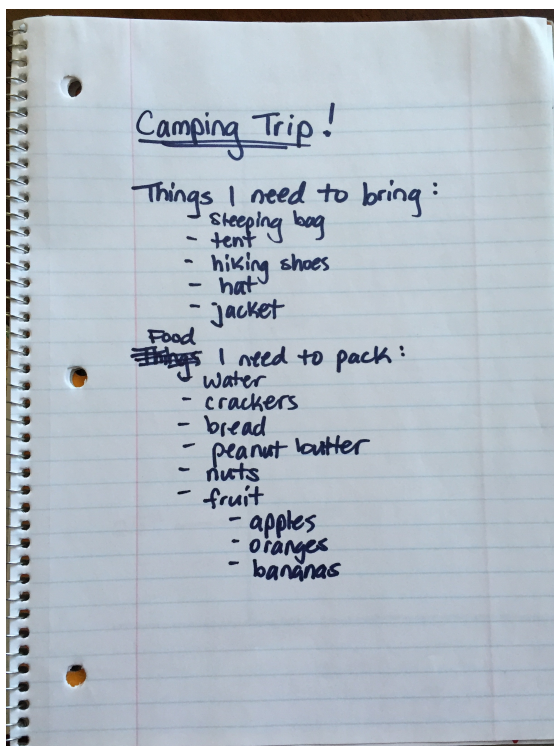 Camping Trip!
Things I need to bring:
sleeping bag
- tent
- hiking shoes
- hat
- jacket
Food
Things I need to pack:
- water
- crackers
- bread
- peanut butter
- nuts
- fruit
- apples
- oranges
- bananas